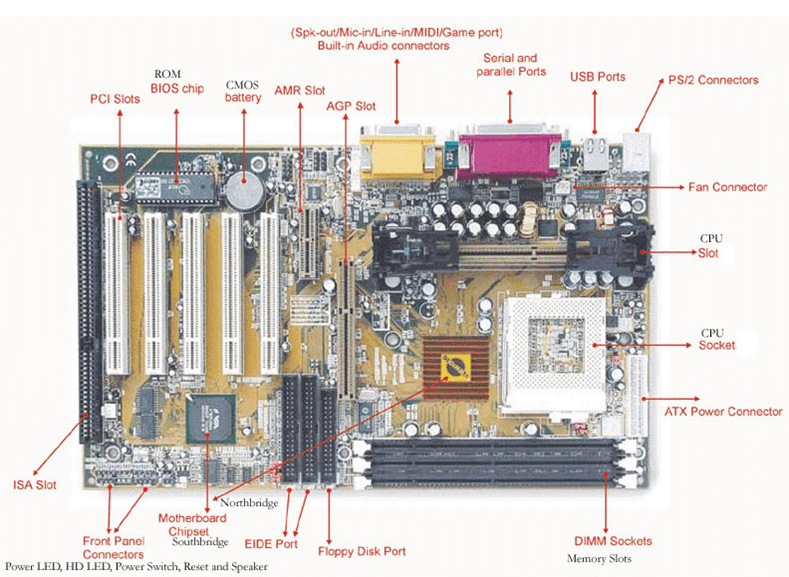 (Spk-out/Mic-in/Line-in/MIDI/Game port)
Built-in Audio connectors
Serial and
parallel Ports
USB Ports
PS/2 Connectors
ROM
BIOS chip
CMOS
battery
PCI Slots
AMR Slot
AGP Slot
Fan Connector
CPU
Slot
CPU
Socket
ATX Power Connector
ISA Slot
Northbridge
Motherboard
Chipset
Southbridge
EIDE Port
Floppy Disk Port
Front Panel
Connectors
DIMM Sockets
Memory Slots
Power LED, HD LED, Power Switch, Reset and Speaker